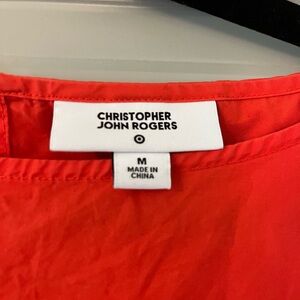 CHRISTOPHER
JOHN ROGERS
M
MADE IN
CHINA